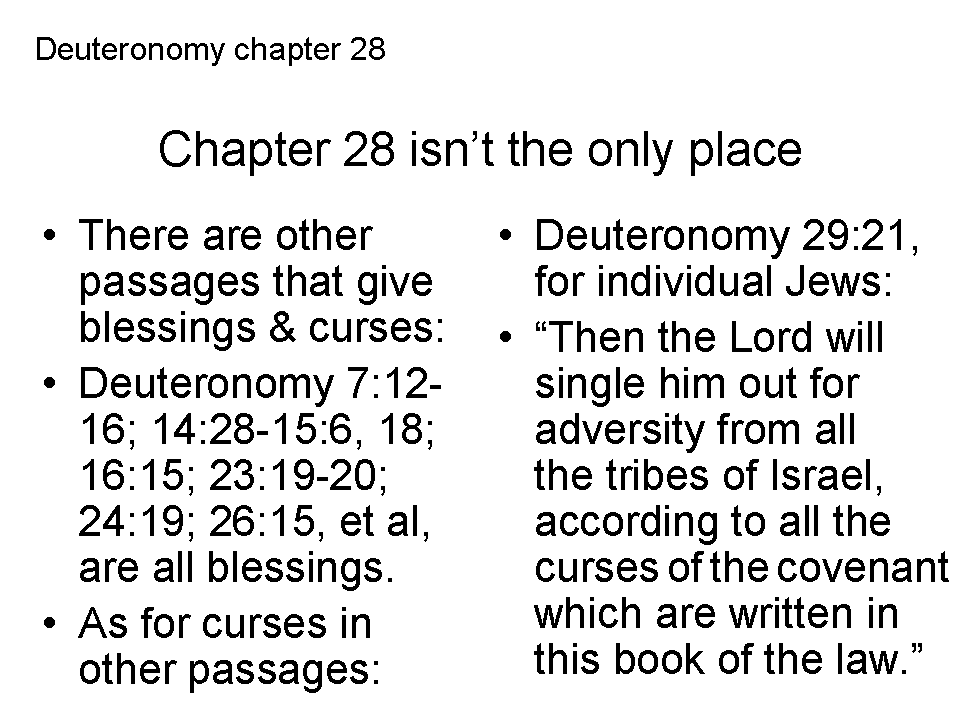 Deuteronomy chapter 28
Chapter 28 isn’t the only place
• There are other
passages that give
blessings & curses:
• Deuteronomy 7:12-
16; 14:28-15:6, 18;
16:15; 23:19-20;
24:19; 26:15, et al,
are all blessings.
• As for curses in
other passages:
• Deuteronomy 29:21,
for individual Jews:
• “Then the Lord will
single him out for
adversity from all
the tribes of Israel,
according to all the
curses of the covenant
which are written in
this book of the law.”